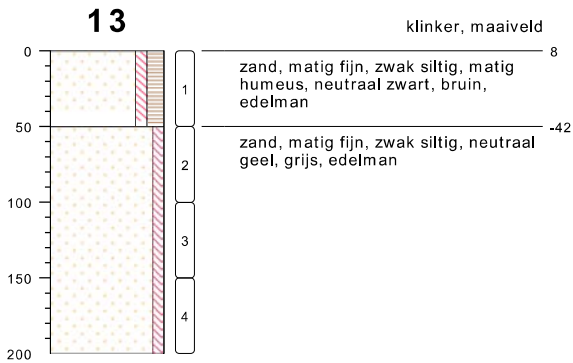 13
klinker, maaiveld
0
8
zand, matig fijn, zwak siltig, matig
humeus, neutraal zwart, bruin,
edelman
1
50
-42
zand, matig fijn, zwak siltig, neutraal
geel, grijs, edelman
2
100
3
150
4
200